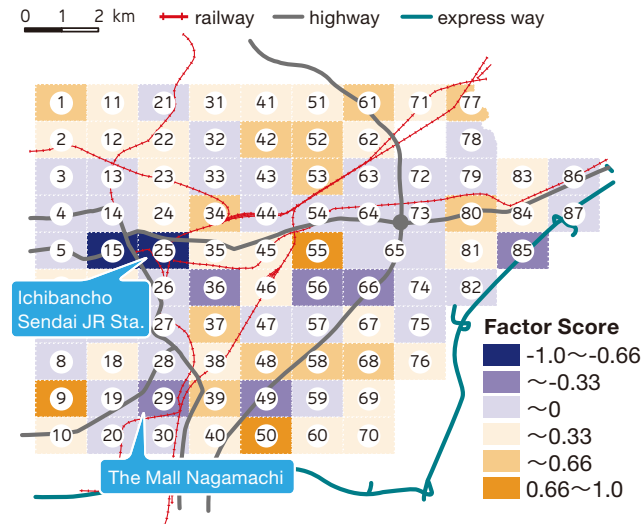 0 1 2 km railway highway express way
1 11 21 31 41 51 61 71 77
2 12 22 32 42 52 62 78
3 13 23 33 43 53 63 72 79 83 86
4 14 24 34 44 54 64 73 80 84 87
5 15 25 35 45 55 65 81 85
26 36 46 56 66 74 82
Ichibancho
Sendai JR Sta.
27 37 47 57 67 75
8 18 28 38 48 58 68 76
9 19 29 39 49 59 69
10 20 30 40 50 60 70
The Mall Nagamachi
Factor Score
-1.0～-0.66
～-0.33
～0
～0.33
～0.66
0.66～1.0